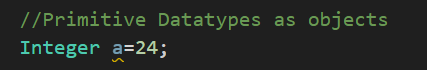 //Primitive Datatypes as objects
Integer a=24;